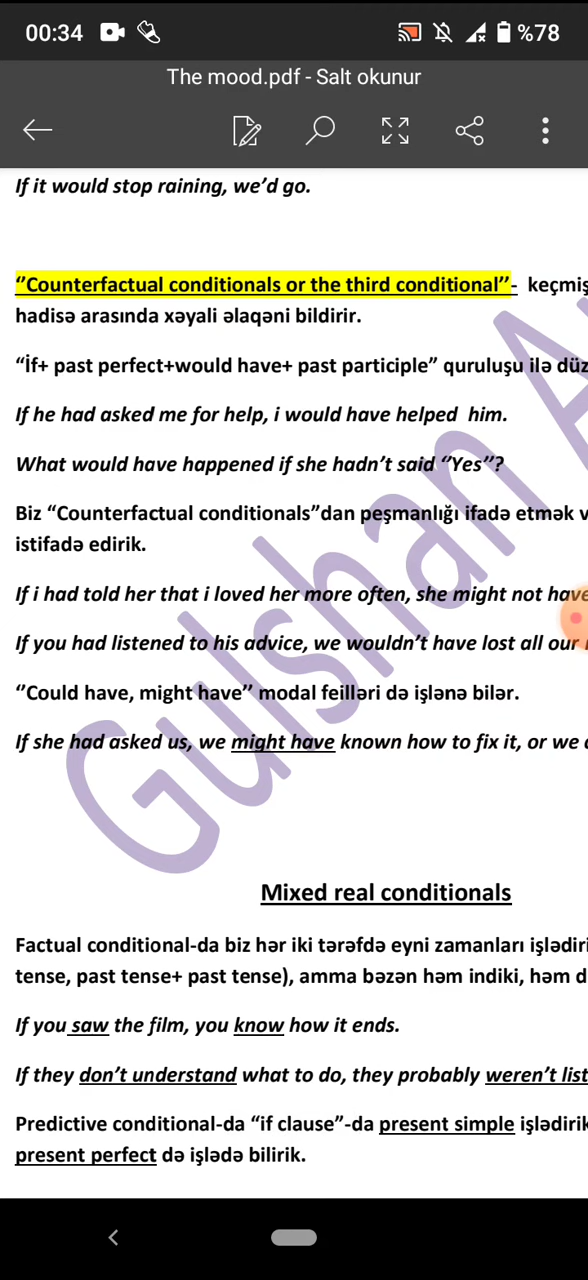 00:34 %78
The mood.pdf - Salt okunur
If it would stop raining, we’d go.
‘’Counterfactual conditionals or the third conditional’’- keçmiş
hadisə arasında xəyali əlaqəni bildirir.
“İf+ past perfect+would have+ past participle” quruluşu ilə düz
If he had asked me for help, i would have helped him.
What would have happened if she hadn’t said ‘’Yes’’?
Biz “Counterfactual conditionals”dan peşmanlığı ifadə etmək v
istifadə edirik.
If i had told her that i loved her more often, she might not have
If you had listened to his advice, we wouldn’t have lost all our
‘’Could have, might have’’ modal feilləri də işlənə bilər.
If she had asked us, we might have known how to fix it, or we
Gulshan A
Mixed real conditionals
Factual conditional-da biz hər iki tərəfdə eyni zamanları işlədiri
tense, past tense+ past tense), amma bəzən həm indiki, həm d
If you saw the film, you know how it ends.
If they don’t understand what to do, they probably weren’t list
Predictive conditional-da “if clause”-da present simple işlədirik
present perfect də işlədə bilirik.